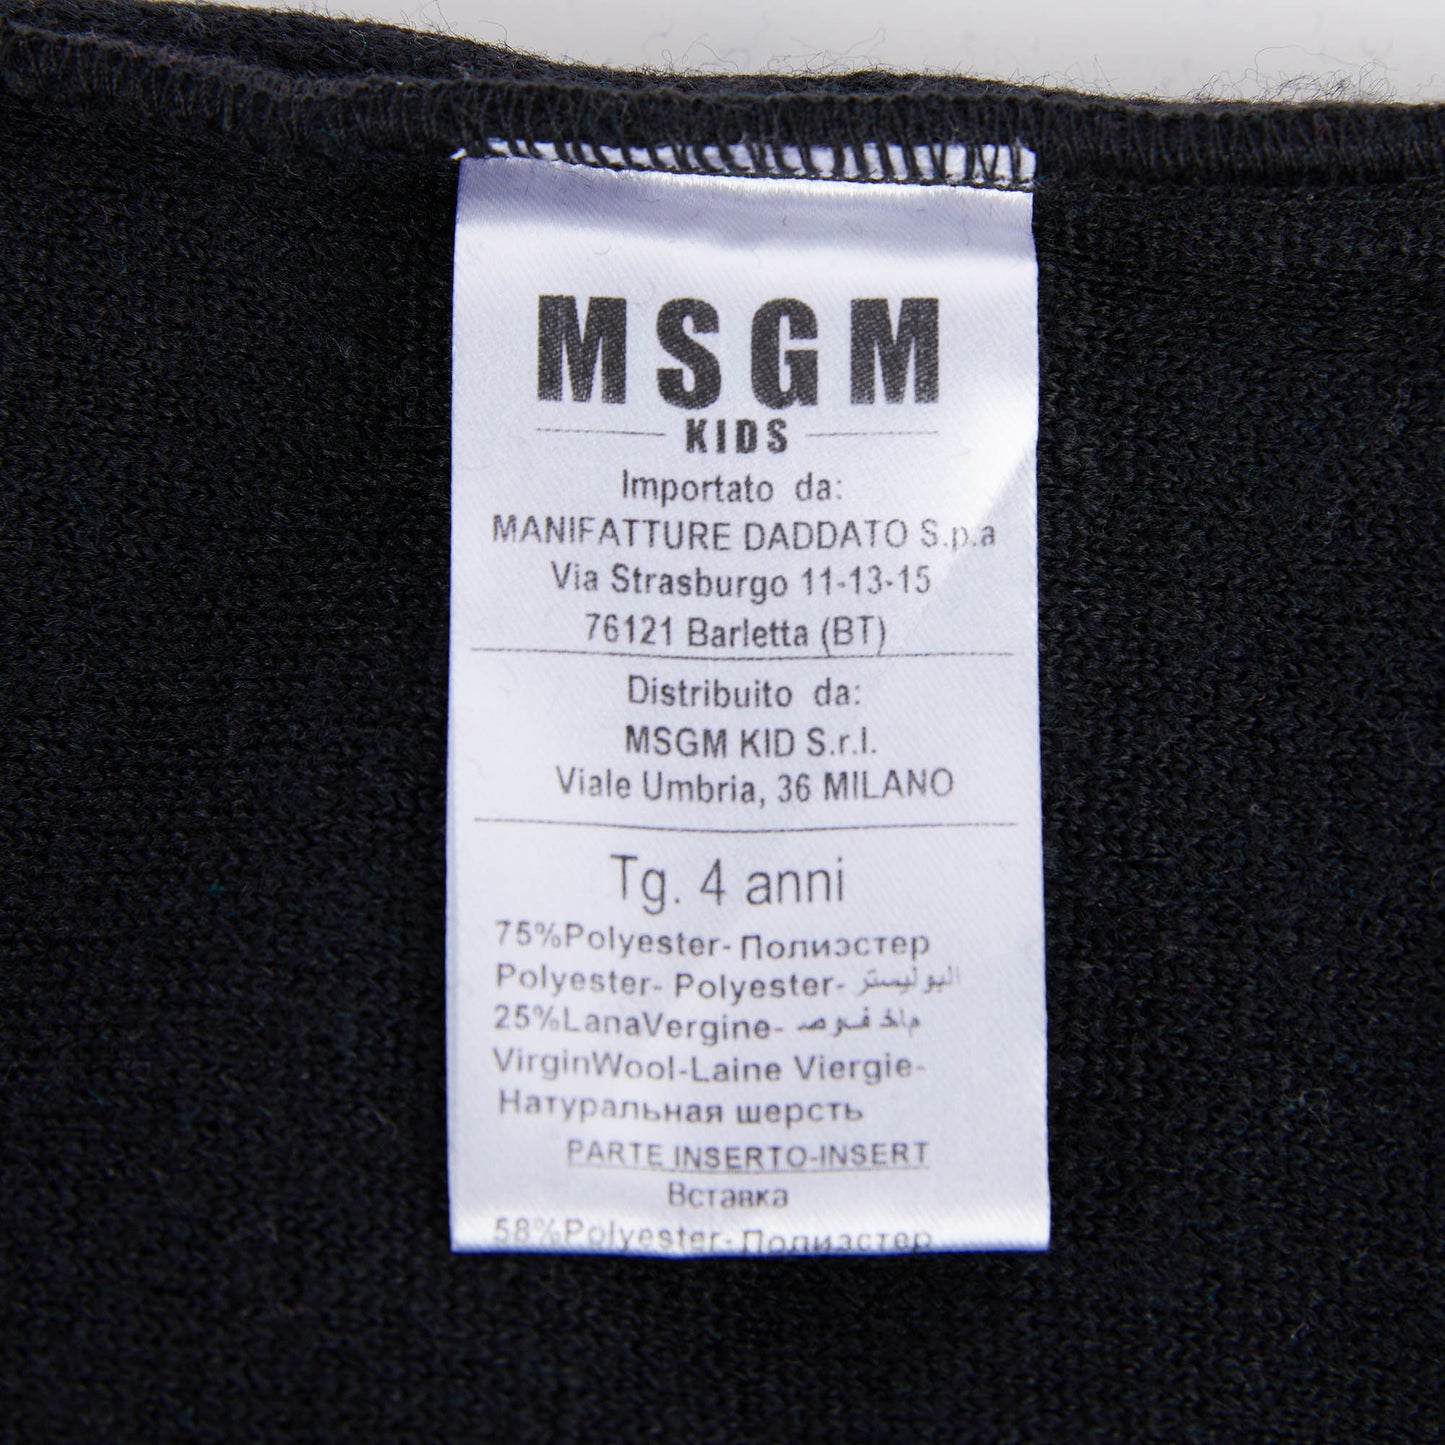 MSGM
KIDS
Importato da:
MANIFATTURE DADDATO S.p.a
Via Strasburgo 11-13-15
76121 Barletta (BT)
Distribuito da:
MSGM KID S.r.l.
Viale Umbria, 36 MILANO
Tg. 4 anni
75%Polyester-Полиэстер
Polyester- Polyester- اليوليستر
25%LanaVergine-
VirginWool-Laine Viergie-
Натуральная шерсть
PARTE INSERTO-INSERT
Вставка
58%Polyester-Полиэстер